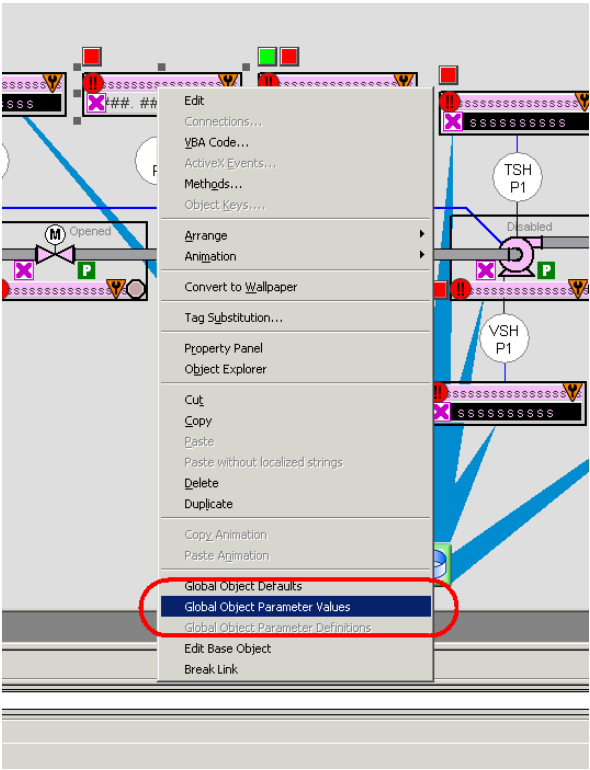 ###. ##
sssssssssss
sssssssssss
ssssssssss
ssss
Edit
Connections...
VBA Code...
ActiveX Events...
Methods...
Object Keys....
Arrange
Animation
Convert to Wallpaper
Tag Substitution...
Property Panel
Object Explorer
Cut
Copy
Paste
Paste without localized strings
Delete
Duplicate
Copy Animation
Paste Animation
Global Object Defaults
Global Object Parameter Values
Global Object Parameter Definitions
Edit Base Object
Break Link
M
Opened
P
TSH
P1
Disabled
P
VSH
P1
ssssssssss